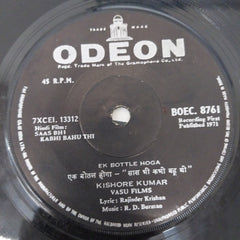 TRADE MARK
ODEON
Regd. Trade Mark of The Gramophone Co. Ltd.
45 R.P.M.
7XCEI. 13312
BOEC. 8761
Hindi Film:
SAAS BHI
KABHI BAHU THI
Recording First
Published 1971
EK BOTTLE HOGA
एक बोतल होगा - "सास भी कभी बहू थी"
KISHORE KUMAR
VASU FILMS
Lyric : Rajinder Krishan
Music : R. D. Burman